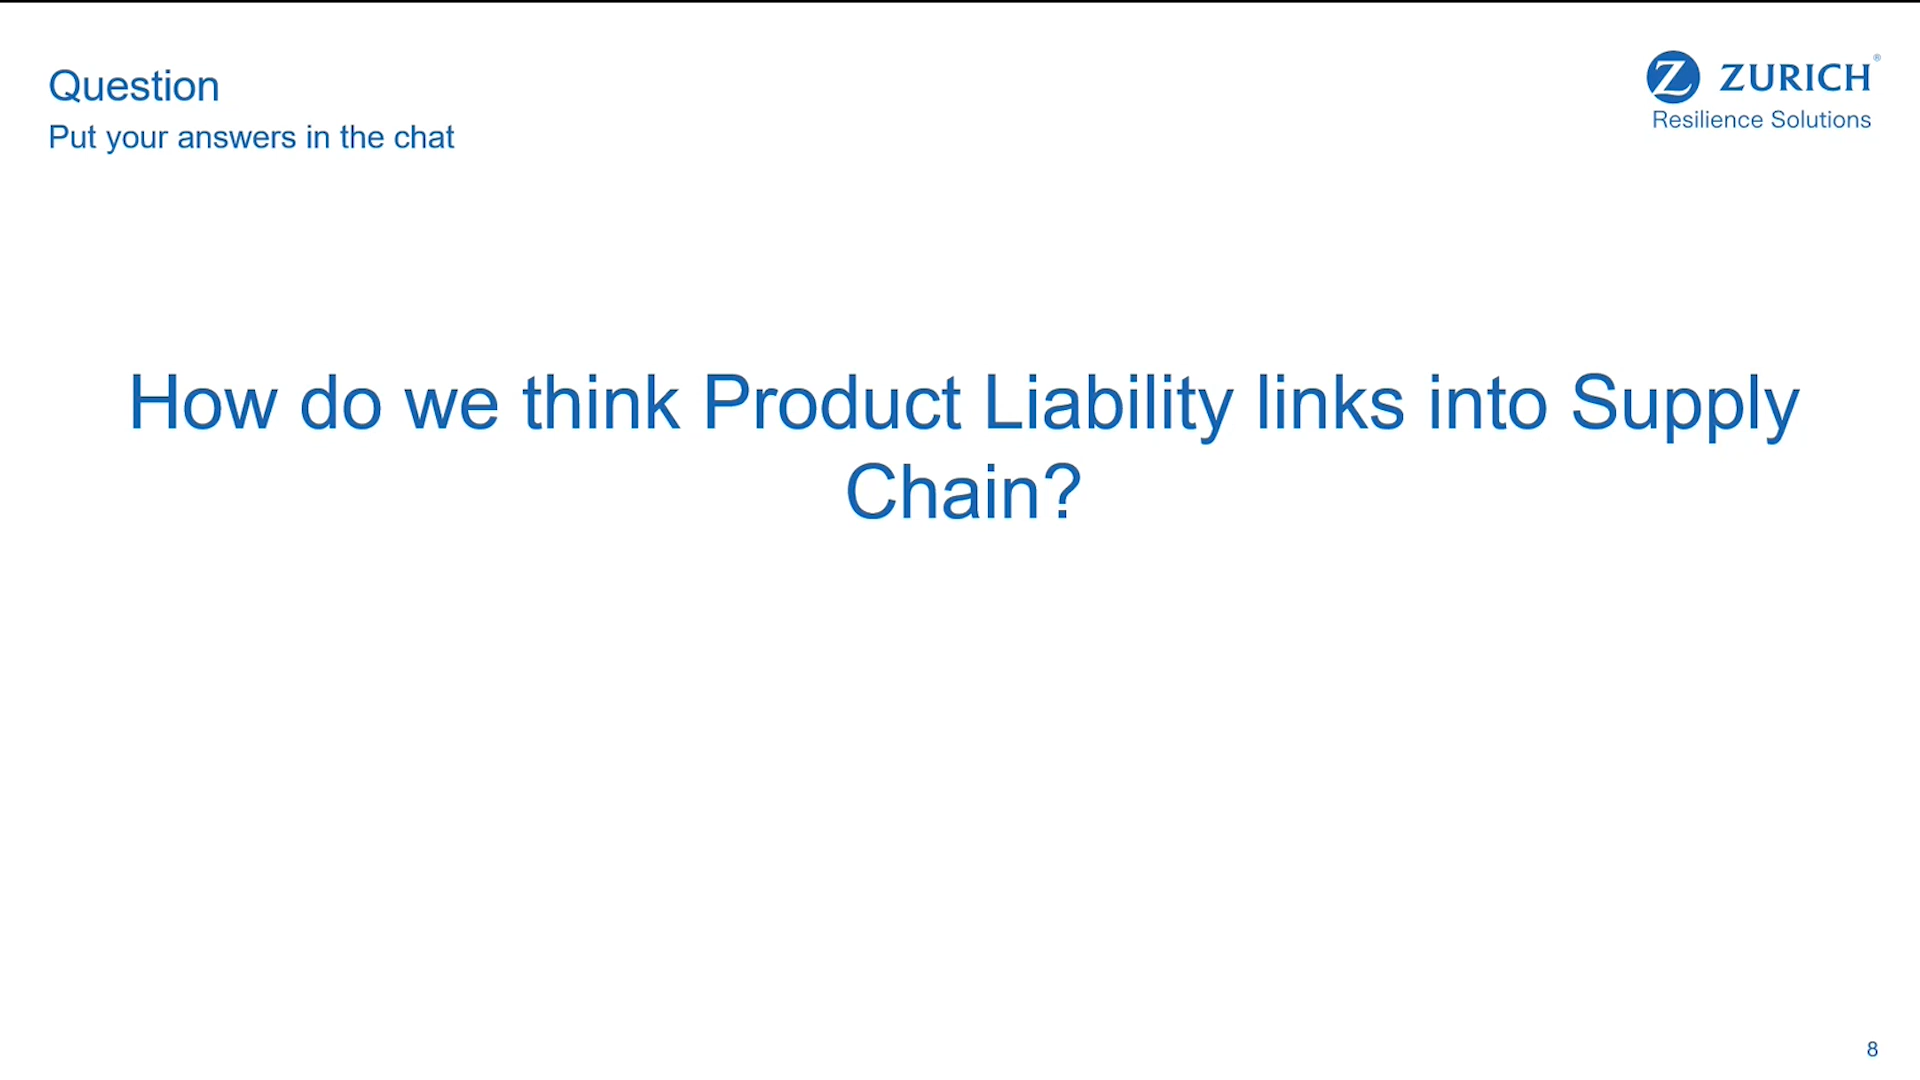 Question
Put your answers in the chat
Z ZURICH®
Resilience Solutions
How do we think Product Liability links into Supply
Chain?
8